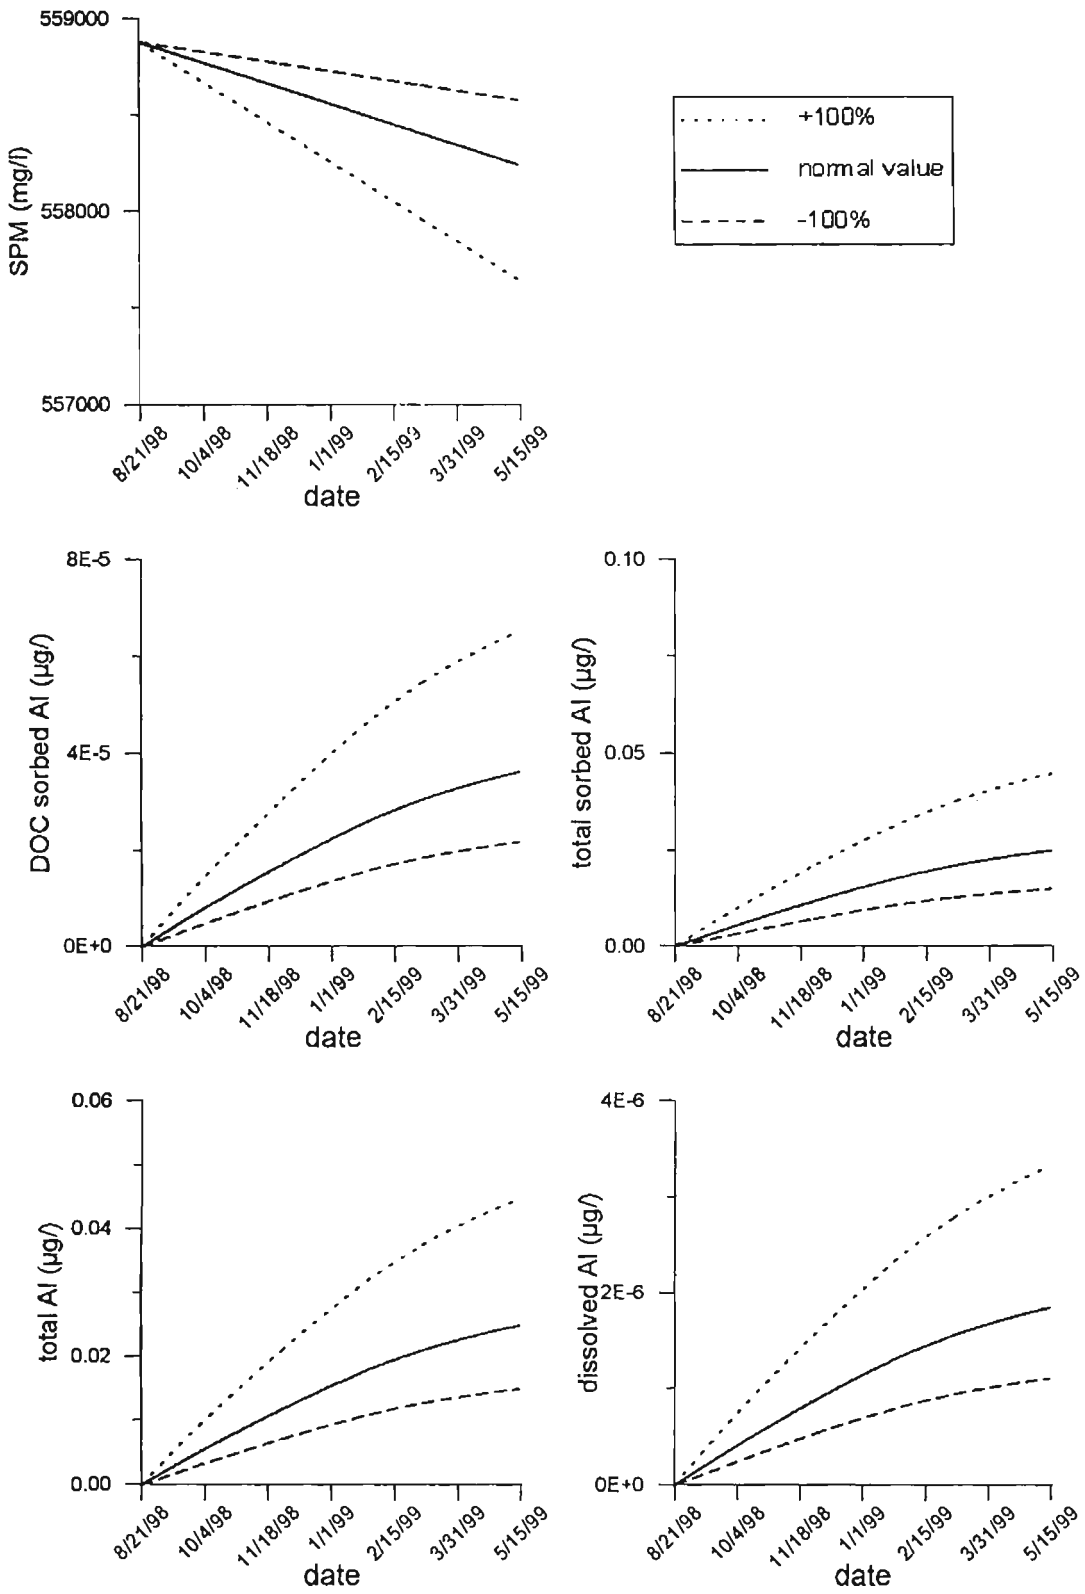 559000
558000
557000
SPM (mg/l)
8/21/98
10/4/98
11/18/98
1/1/99
2/15/99
3/31/99
5/15/99
date
+100%
normal value
-100%
8E-5
4E-5
0E+0
DOC sorbed Al (µg/)
8/21/98
10/4/98
11/18/98
1/1/99
2/15/99
3/31/99
5/15/99
date
0.10
0.05
0.00
total sorbed Al (µg/)
8/21/98
10/4/98
11/18/98
1/1/99
2/15/99
3/31/99
5/15/99
date
0.06
0.04
0.02
0.00
total Al (µg/)
8/21/98
10/4/98
11/18/98
1/1/99
2/15/99
3/31/99
5/15/99
date
4E-6
2E-6
0E+0
dissolved Al (µg/)
8/21/98
10/4/98
11/18/98
1/1/99
2/15/99
3/31/99
5/15/99
date